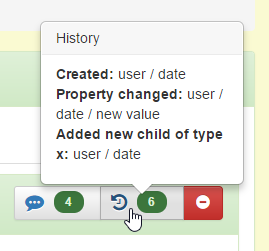 History
Created: user / date
Property changed: user /
date / new value
Added new child of type
x: user / date
4
6